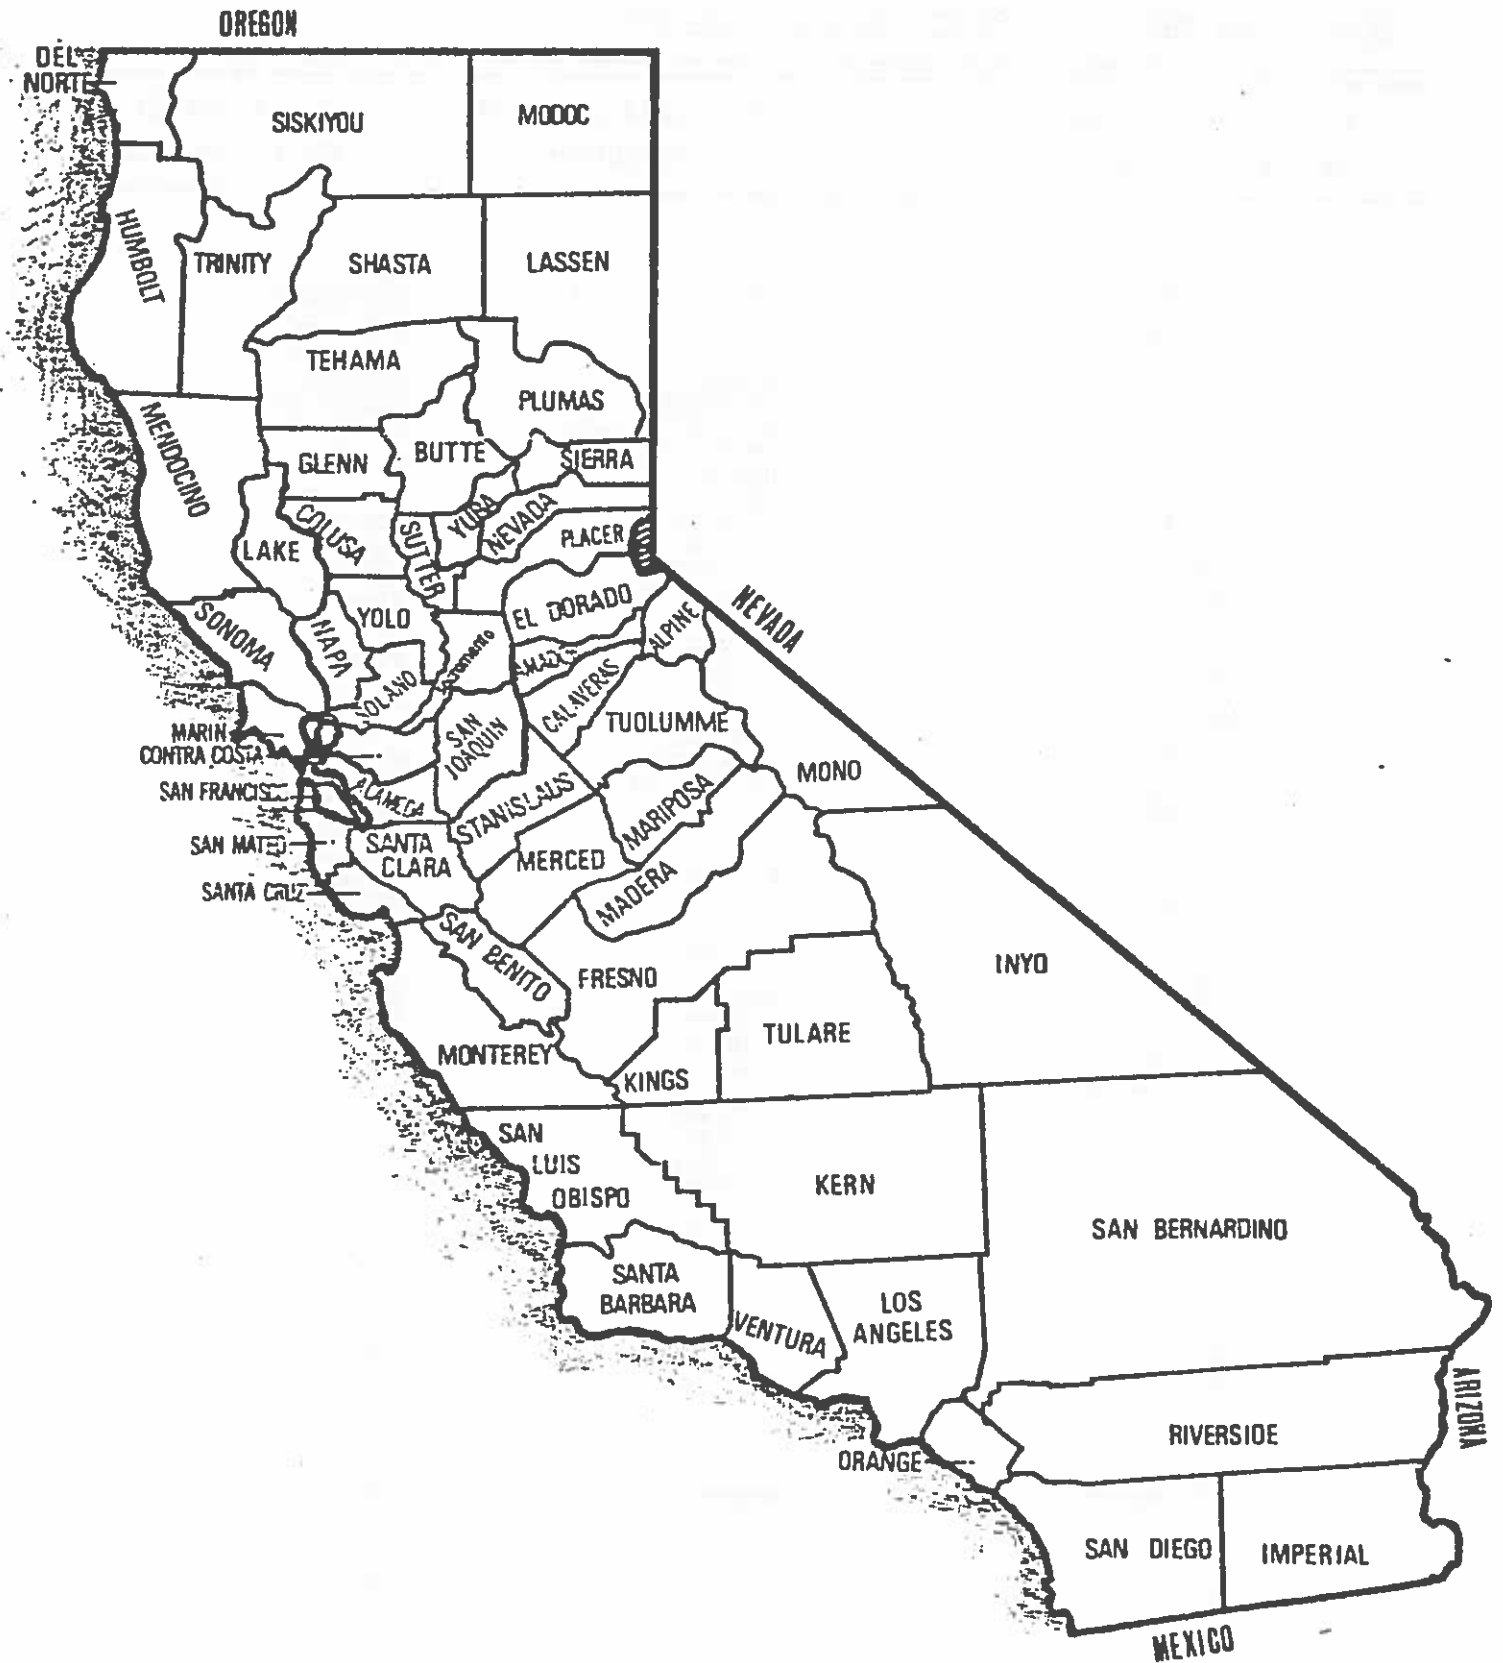 OREGON
DEL
NORTE
SISKIYOU
MODOC
HUMBOLT
TRINITY
SHASTA
LASSEN
TEHAMA
PLUMAS
MENDOCINO
GLENN
BUTTE
SIERRA
COLUSA
LAKE
SUTTER
YUBA
NEVADA
PLACER
SONOMA
NAPA
YOLO
EL DORADO
ALPINE
NEVADA
SOLANO
Sacramento
AMADOR
CALAVERAS
TUOLUMME
MARIN
CONTRA COSTA
SAN
JOAQUIN
MONO
SAN FRANCISCO
ALAMEDA
STANISLAUS
MARIPOSA
SAN MATEO
SANTA
CLARA
MERCED
MADERA
SANTA CRUZ
SAN BENITO
FRESNO
INYO
MONTEREY
KINGS
TULARE
SAN
LUIS
OBISPO
KERN
SAN BERNARDINO
SANTA
BARBARA
VENTURA
LOS
ANGELES
ARIZONA
ORANGE
RIVERSIDE
SAN DIEGO
IMPERIAL
MEXICO